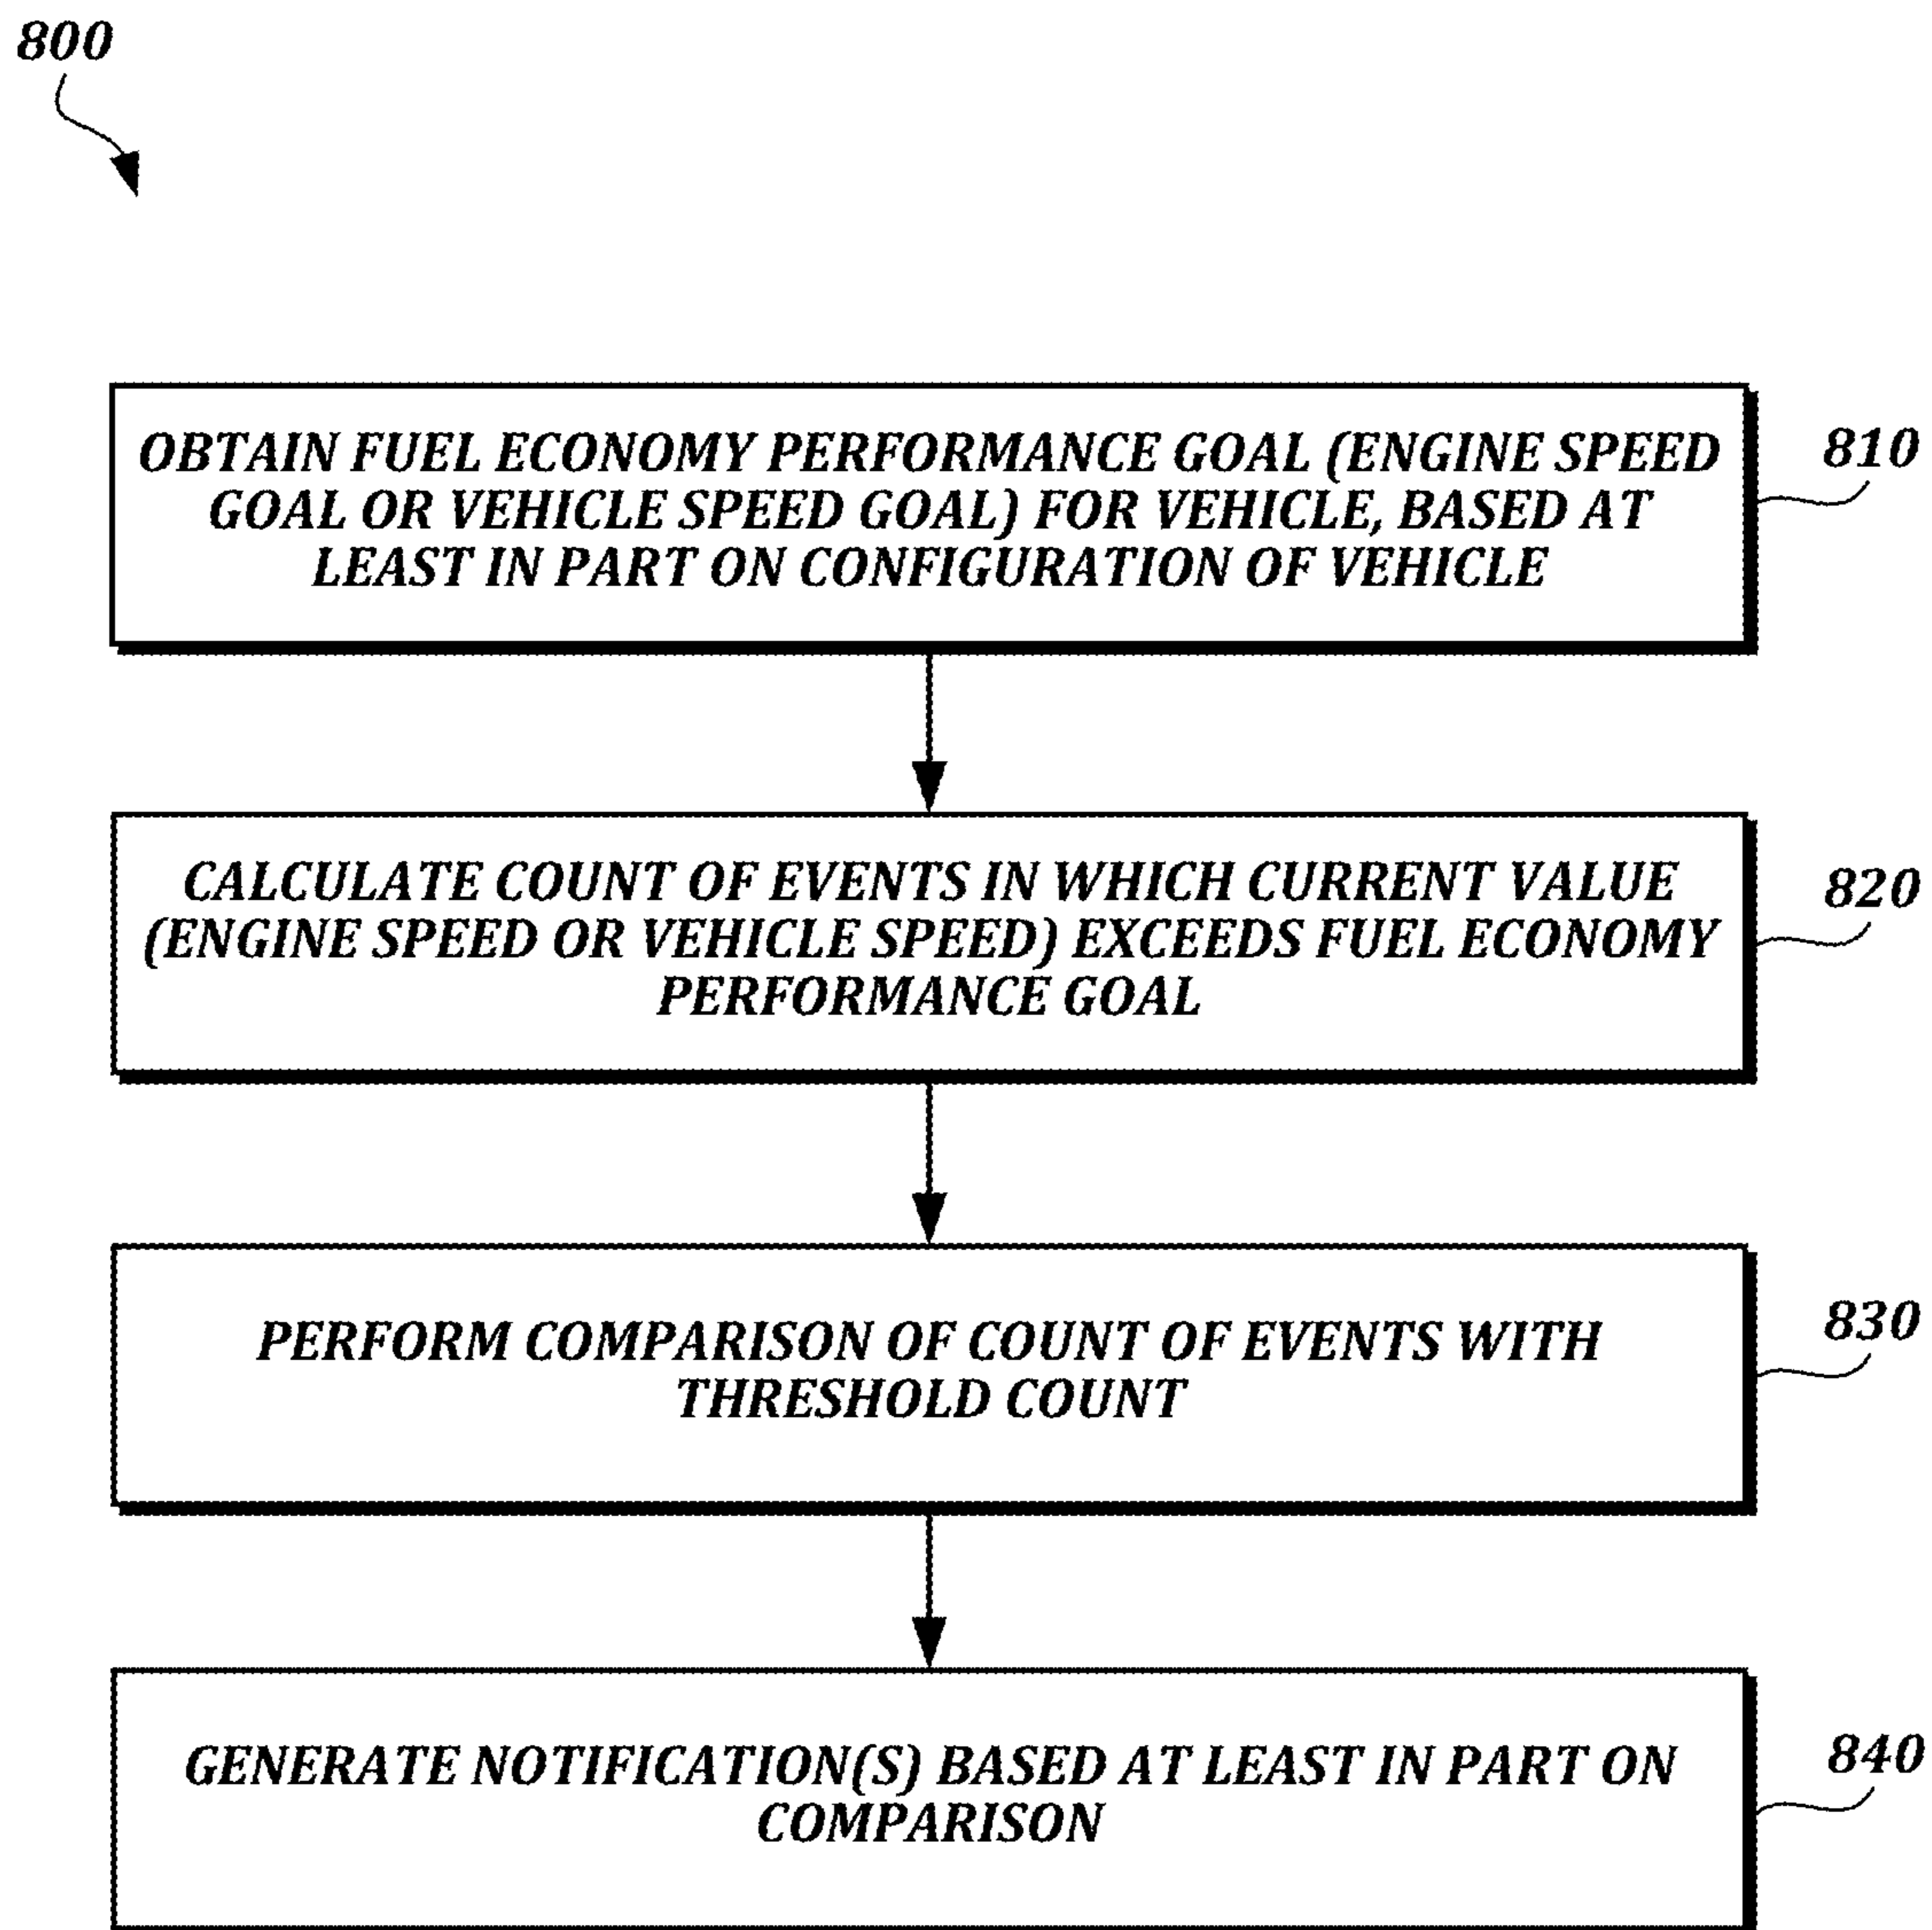 800
OBTAIN FUEL ECONOMY PERFORMANCE GOAL (ENGINE SPEED
GOAL OR VEHICLE SPEED GOAL) FOR VEHICLE, BASED AT
LEAST IN PART ON CONFIGURATION OF VEHICLE
810
CALCULATE COUNT OF EVENTS IN WHICH CURRENT VALUE
(ENGINE SPEED OR VEHICLE SPEED) EXCEEDS FUEL ECONOMY
PERFORMANCE GOAL
820
PERFORM COMPARISON OF COUNT OF EVENTS WITH
THRESHOLD COUNT
830
GENERATE NOTIFICATION(S) BASED AT LEAST IN PART ON
COMPARISON
840